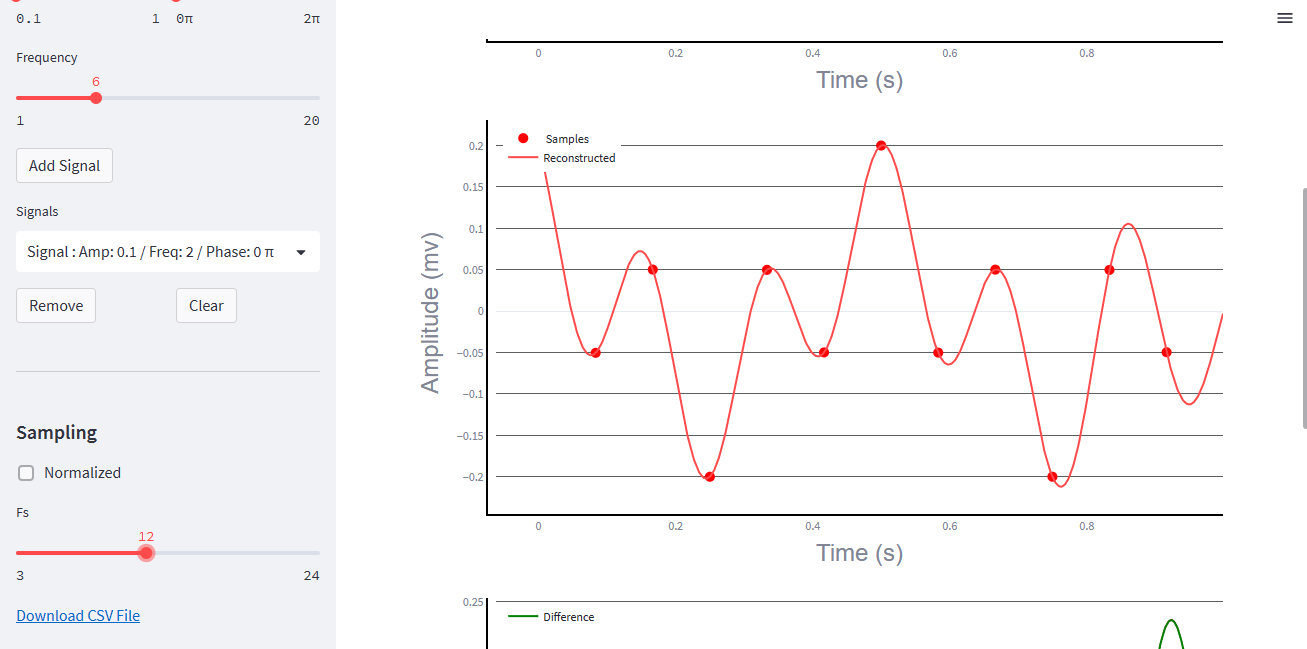 0.1 1 0π 2π
Frequency
6
1 20
Add Signal
Signals
Signal : Amp: 0.1 / Freq: 2 / Phase: 0 π
Remove Clear
Sampling
Normalized
Fs
12
3 24
Download CSV File
0 0.2 0.4 0.6 0.8
Time (s)
Samples
Reconstructed
0.2
0.15
0.1
0.05
0
−0.05
−0.1
−0.15
−0.2
Amplitude (mv)
0 0.2 0.4 0.6 0.8
Time (s)
0.25
Difference